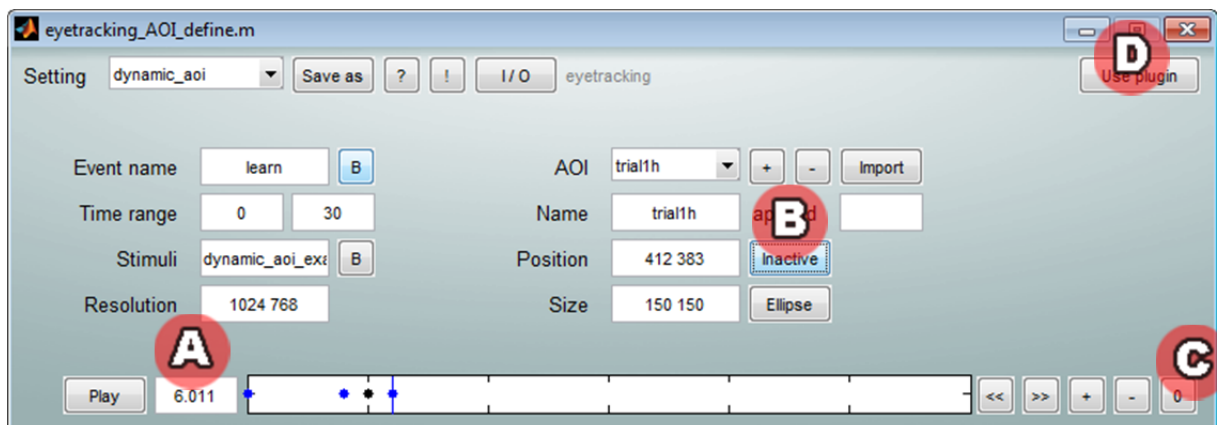 eyetracking_AOI_define.m
D
Setting dynamic_aoi Save as ? ! I / O eyetracking Use plugin
Event name learn B AOI trial1h + - Import
Time range 0 30 Name trial1h
B
Stimuli dynamic_aoi_exa B Position 412 383 Inactive
Resolution 1024 768 Size 150 150 Ellipse
A
C
Play 6.011 << >> + - 0